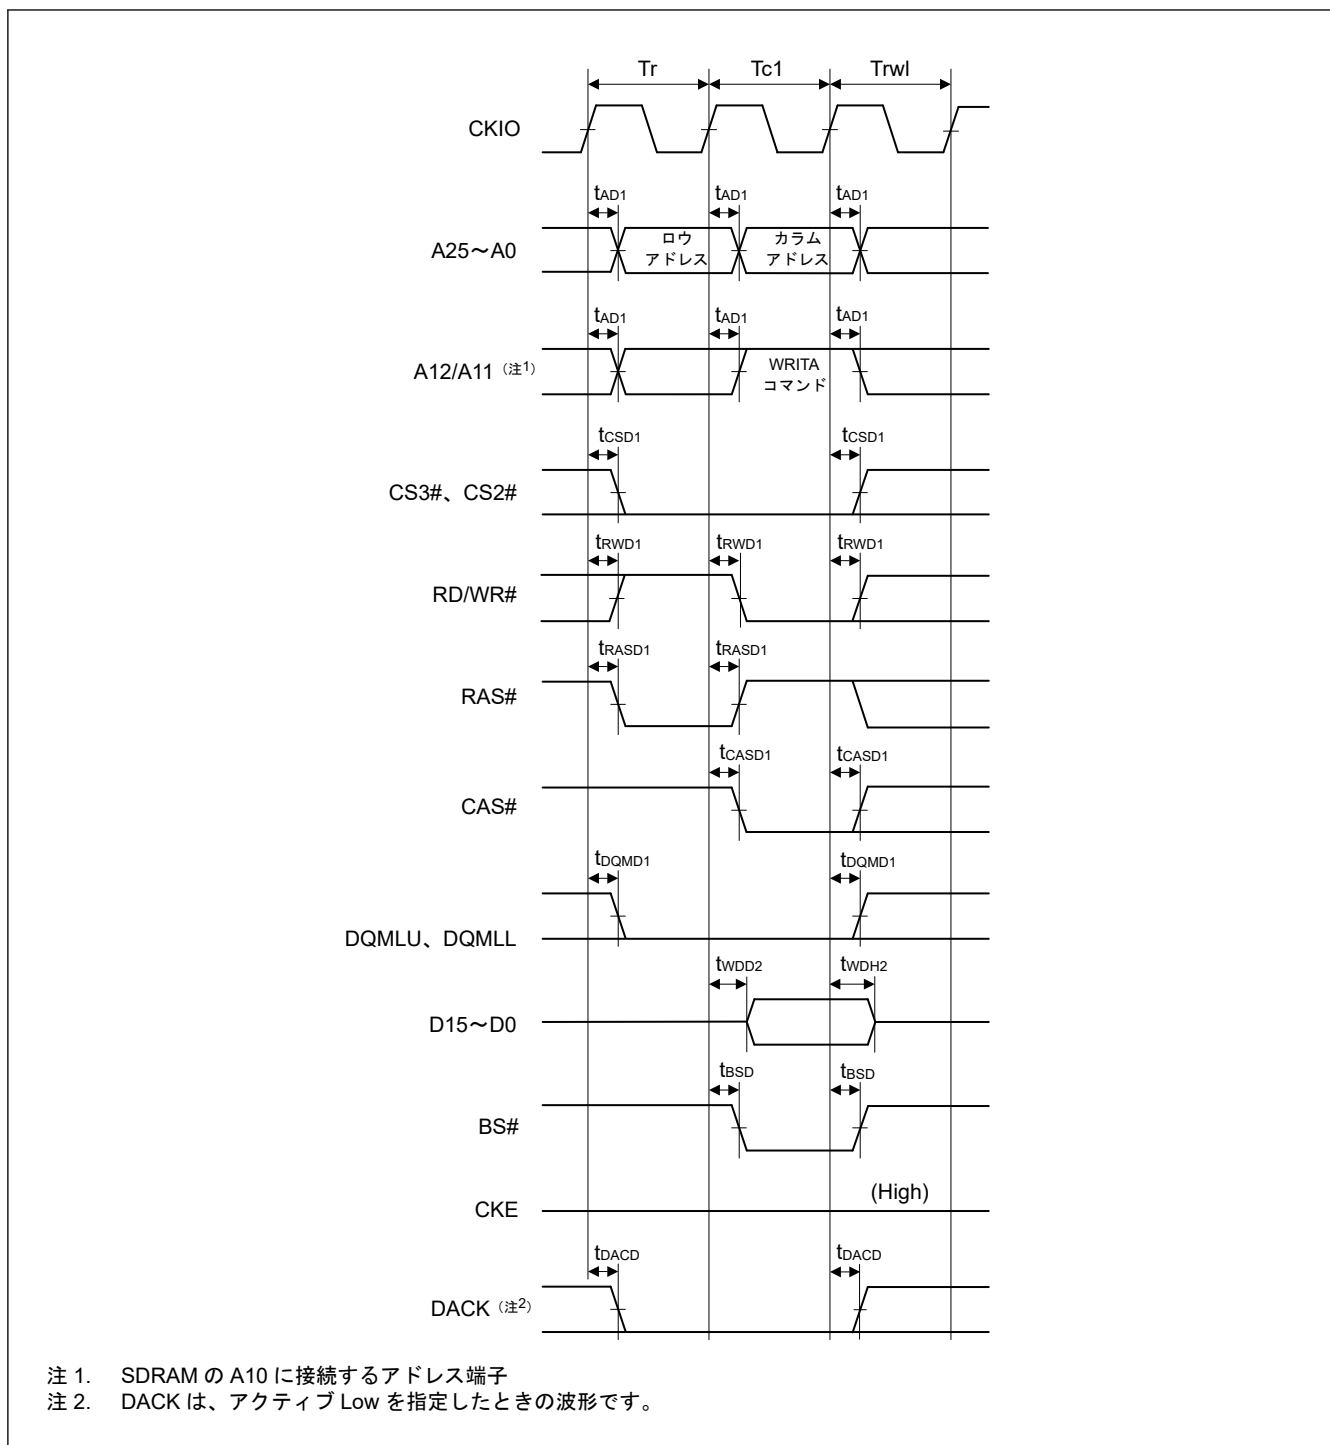 Tr Tc1 Trwl
CKIO
tAD1 tAD1 tAD1
A25～A0
ロウ
アドレス
カラム
アドレス
tAD1 tAD1 tAD1
A12/A11（注1）
WRITA
コマンド
tCSD1 tCSD1
CS3#、CS2#
tRWD1 tRWD1 tRWD1
RD/WR#
tRASD1 tRASD1
RAS#
tCASD1 tCASD1
CAS#
tDQMD1 tDQMD1
DQMLU、DQMLL
tWDD2 tWDH2
D15～D0
tBSD tBSD
BS#
(High)
CKE
tDACD tDACD
DACK（注2）
注 1. SDRAM の A10 に接続するアドレス端子
注 2. DACK は、アクティブ Low を指定したときの波形です。